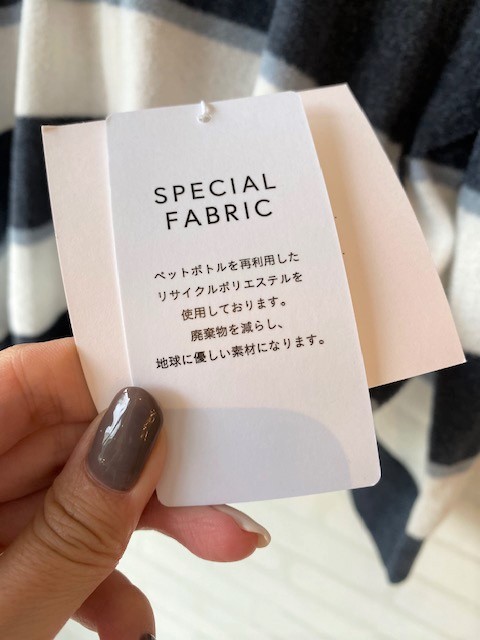 SPECIAL
FABRIC
ペットボトルを再利用した
リサイクルポリエステルを
使用しております。
廃棄物を減らし、
地球に優しい素材になります。